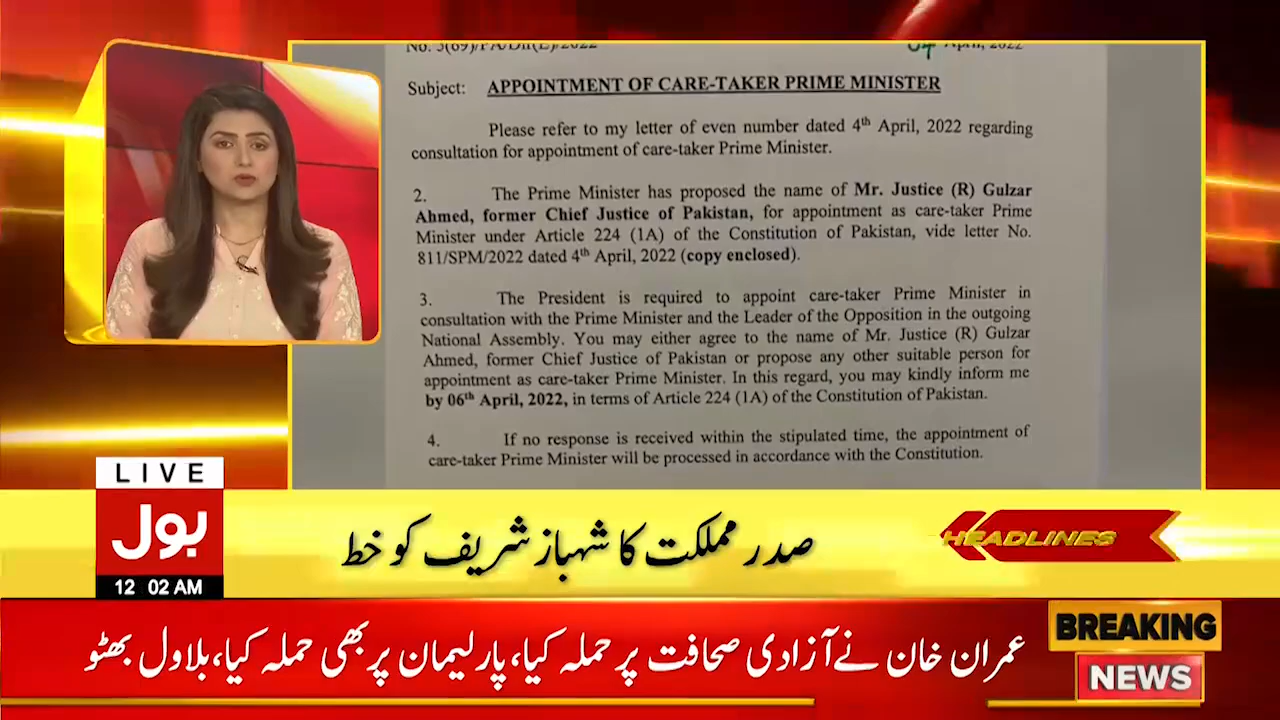 No. 3(69)/PA/Dir(E)/2022
April, 2022
Subject: APPOINTMENT OF CARE-TAKER PRIME MINISTER
Please refer to my letter of even number dated 4th April, 2022 regarding
consultation for appointment of care-taker Prime Minister.
2. The Prime Minister has proposed the name of Mr. Justice (R) Gulzar
Ahmed, former Chief Justice of Pakistan, for appointment as care-taker Prime
Minister under Article 224 (1A) of the Constitution of Pakistan, vide letter No.
811/SPM/2022 dated 4th April, 2022 (copy enclosed).
3. The President is required to appoint care-taker Prime Minister in
consultation with the Prime Minister and the Leader of the Opposition in the outgoing
National Assembly. You may either agree to the name of Mr. Justice (R) Gulzar
Ahmed, former Chief Justice of Pakistan or propose any other suitable person for
appointment as care-taker Prime Minister. In this regard, you may kindly inform me
by 06th April, 2022, in terms of Article 224 (1A) of the Constitution of Pakistan.
4. If no response is received within the stipulated time, the appointment of
care-taker Prime Minister will be processed in accordance with the Constitution.
LIVE
بول
12 02 AM
صدر مملکت کا شہباز شریف کو خط
HEADLINES
عمران خان نے آزادی صحافت پر حملہ کیا، پارلیمان پر بھی حملہ کیا، بلاول بھٹو
BREAKING
NEWS